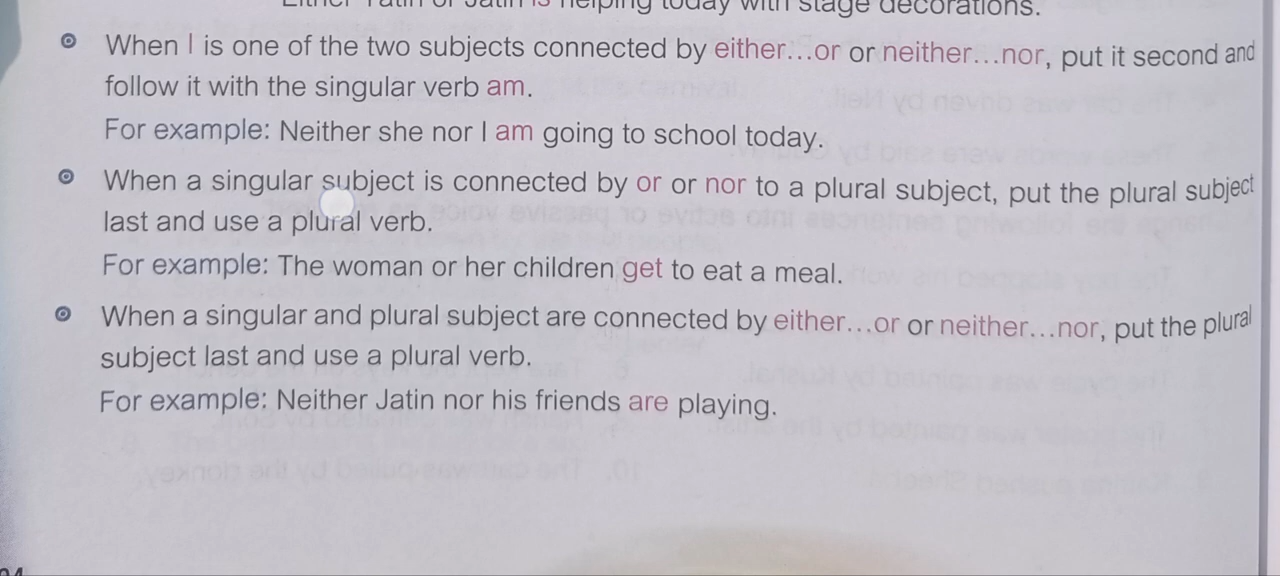 Either Yatin or Jatin is helping today with stage decorations.
When I is one of the two subjects connected by either...or or neither...nor, put it second and
follow it with the singular verb am.
For example: Neither she nor I am going to school today.
When a singular subject is connected by or or nor to a plural subject, put the plural subject
last and use a plural verb.
For example: The woman or her children get to eat a meal.
When a singular and plural subject are connected by either...or or neither...nor, put the plural
subject last and use a plural verb.
For example: Neither Jatin nor his friends are playing.